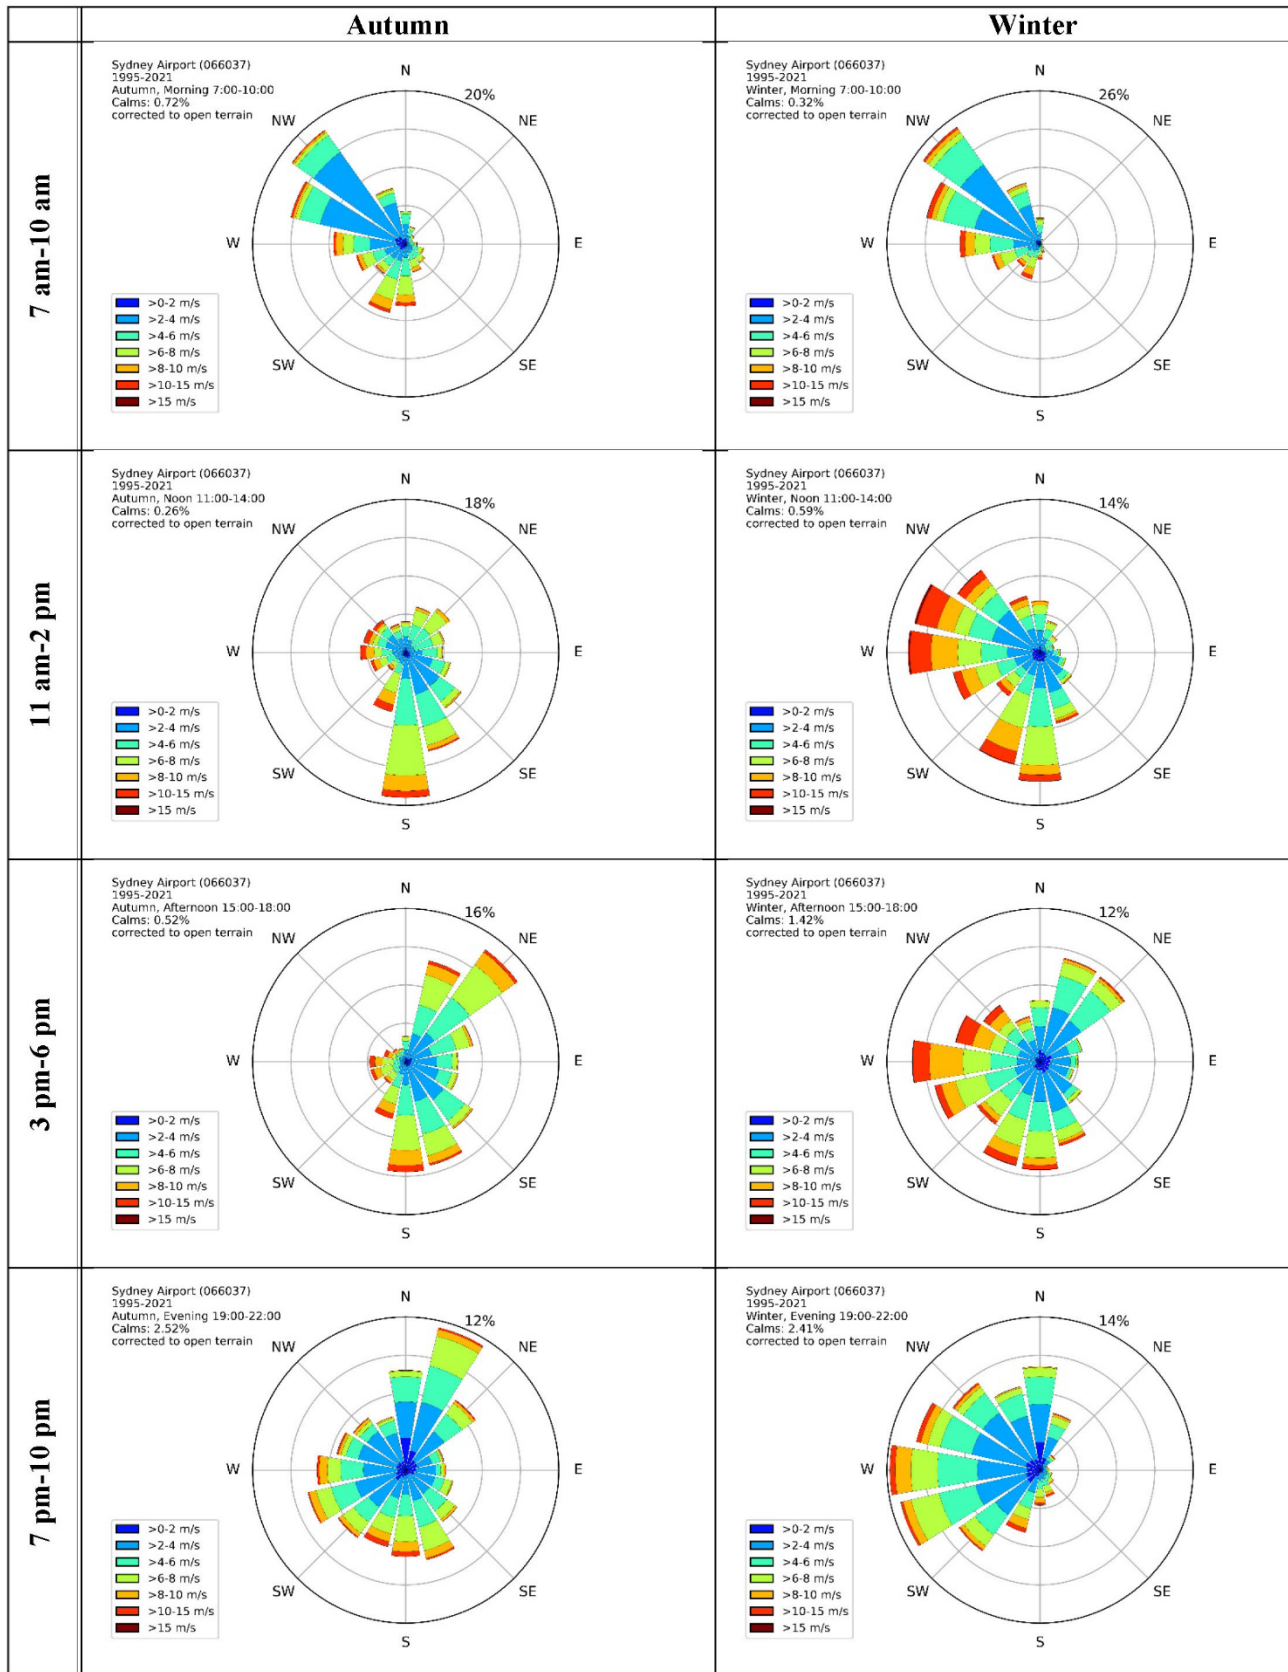 Autumn
Winter
7 am-10 am
Sydney Airport (066037)
1995-2021
Autumn, Morning 7:00-10:00
Calms: 0.72%
corrected to open terrain
N
20%
NE
E
SE
S
SW
W
NW
>0-2 m/s
>2-4 m/s
>4-6 m/s
>6-8 m/s
>8-10 m/s
>10-15 m/s
>15 m/s
Sydney Airport (066037)
1995-2021
Winter, Morning 7:00-10:00
Calms: 0.32%
corrected to open terrain
N
26%
NE
E
SE
S
SW
W
NW
>0-2 m/s
>2-4 m/s
>4-6 m/s
>6-8 m/s
>8-10 m/s
>10-15 m/s
>15 m/s
11 am-2 pm
Sydney Airport (066037)
1995-2021
Autumn, Noon 11:00-14:00
Calms: 0.26%
corrected to open terrain
N
18%
NE
E
SE
S
SW
W
NW
>0-2 m/s
>2-4 m/s
>4-6 m/s
>6-8 m/s
>8-10 m/s
>10-15 m/s
>15 m/s
Sydney Airport (066037)
1995-2021
Winter, Noon 11:00-14:00
Calms: 0.59%
corrected to open terrain
N
14%
NE
E
SE
S
SW
W
NW
>0-2 m/s
>2-4 m/s
>4-6 m/s
>6-8 m/s
>8-10 m/s
>10-15 m/s
>15 m/s
3 pm-6 pm
Sydney Airport (066037)
1995-2021
Autumn, Afternoon 15:00-18:00
Calms: 0.52%
corrected to open terrain
N
16%
NE
E
SE
S
SW
W
NW
>0-2 m/s
>2-4 m/s
>4-6 m/s
>6-8 m/s
>8-10 m/s
>10-15 m/s
>15 m/s
Sydney Airport (066037)
1995-2021
Winter, Afternoon 15:00-18:00
Calms: 1.42%
corrected to open terrain
N
12%
NE
E
SE
S
SW
W
NW
>0-2 m/s
>2-4 m/s
>4-6 m/s
>6-8 m/s
>8-10 m/s
>10-15 m/s
>15 m/s
7 pm-10 pm
Sydney Airport (066037)
1995-2021
Autumn, Evening 19:00-22:00
Calms: 2.52%
corrected to open terrain
N
12%
NE
E
SE
S
SW
W
NW
>0-2 m/s
>2-4 m/s
>4-6 m/s
>6-8 m/s
>8-10 m/s
>10-15 m/s
>15 m/s
Sydney Airport (066037)
1995-2021
Winter, Evening 19:00-22:00
Calms: 2.41%
corrected to open terrain
N
14%
NE
E
SE
S
SW
W
NW
>0-2 m/s
>2-4 m/s
>4-6 m/s
>6-8 m/s
>8-10 m/s
>10-15 m/s
>15 m/s